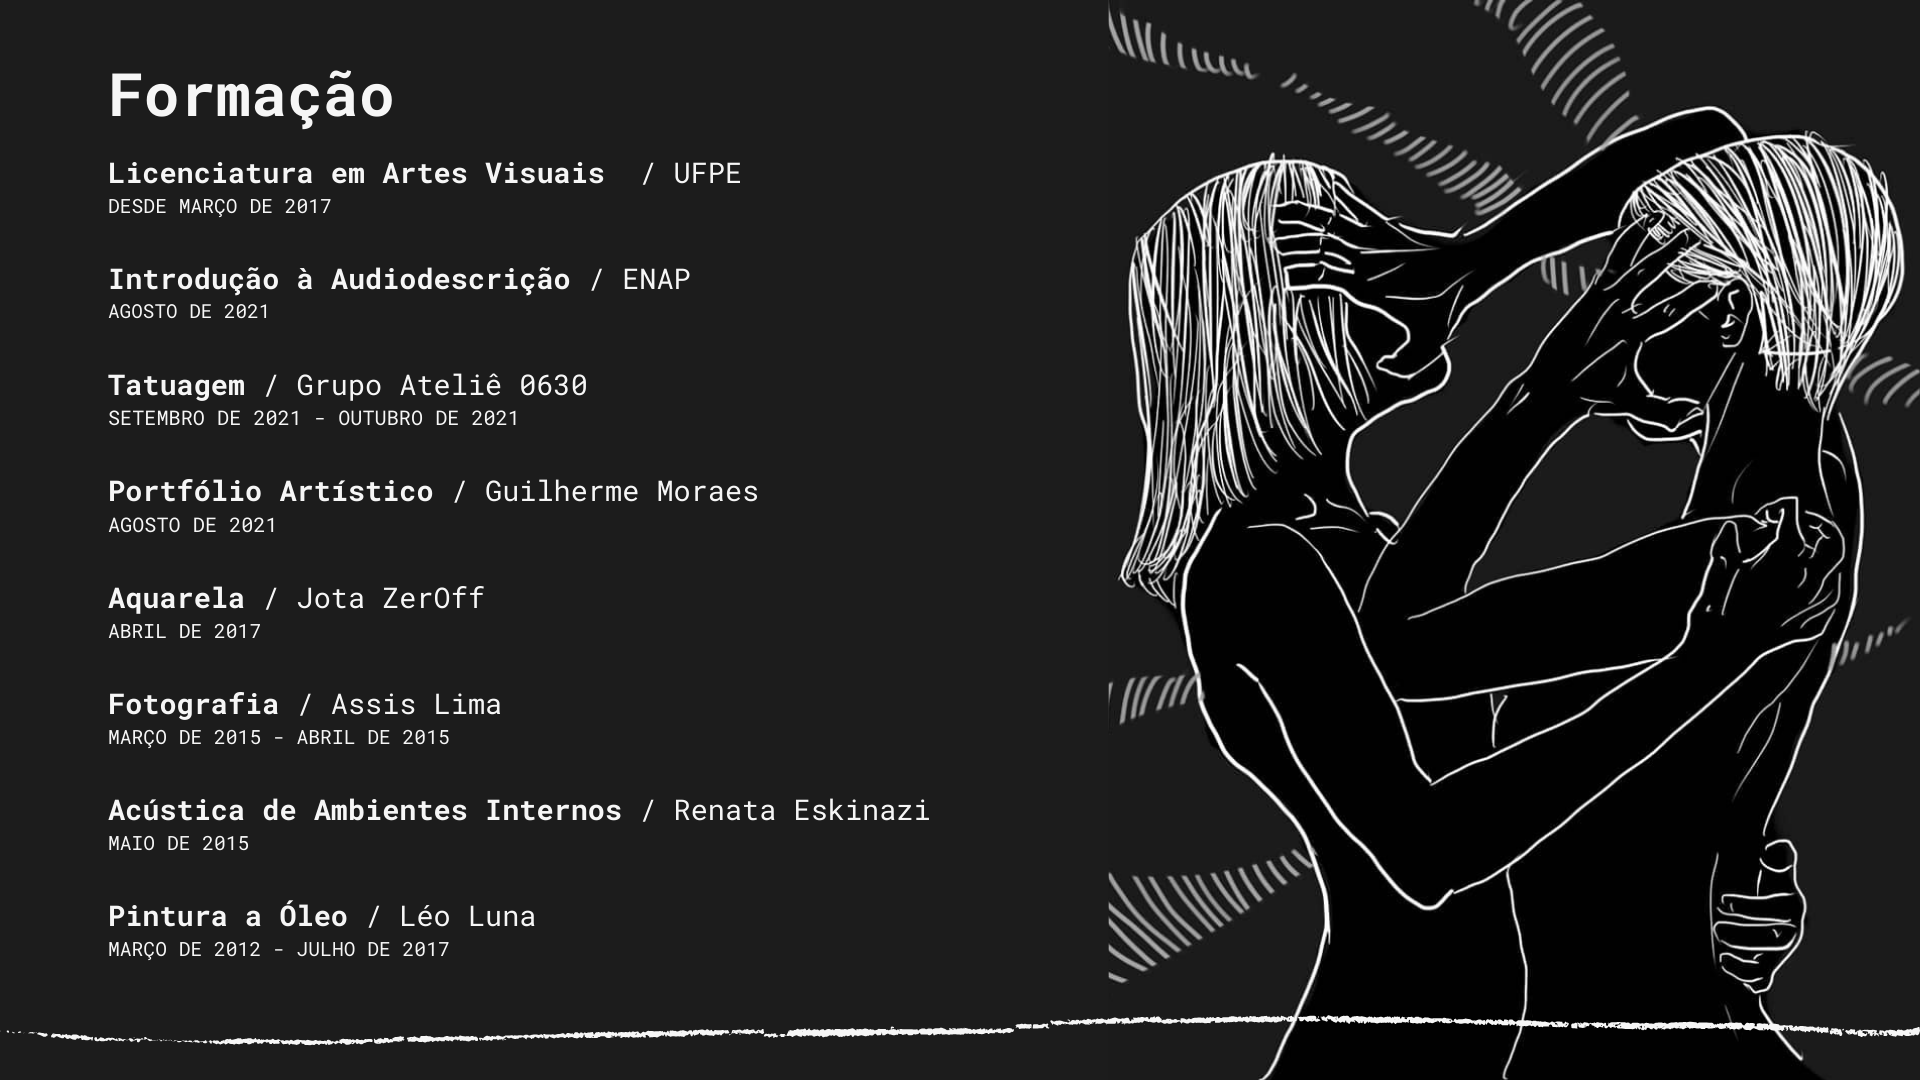 Formação
Licenciatura em Artes Visuais / UFPE
DESDE MARÇO DE 2017
Introdução à Audiodescrição / ENAP
AGOSTO DE 2021
Tatuagem / Grupo Ateliê 0630
SETEMBRO DE 2021 - OUTUBRO DE 2021
Portfólio Artístico / Guilherme Moraes
AGOSTO DE 2021
Aquarela / Jota ZerOff
ABRIL DE 2017
Fotografia / Assis Lima
MARÇO DE 2015 - ABRIL DE 2015
Acústica de Ambientes Internos / Renata Eskinazi
MAIO DE 2015
Pintura a Óleo / Léo Luna
MARÇO DE 2012 - JULHO DE 2017